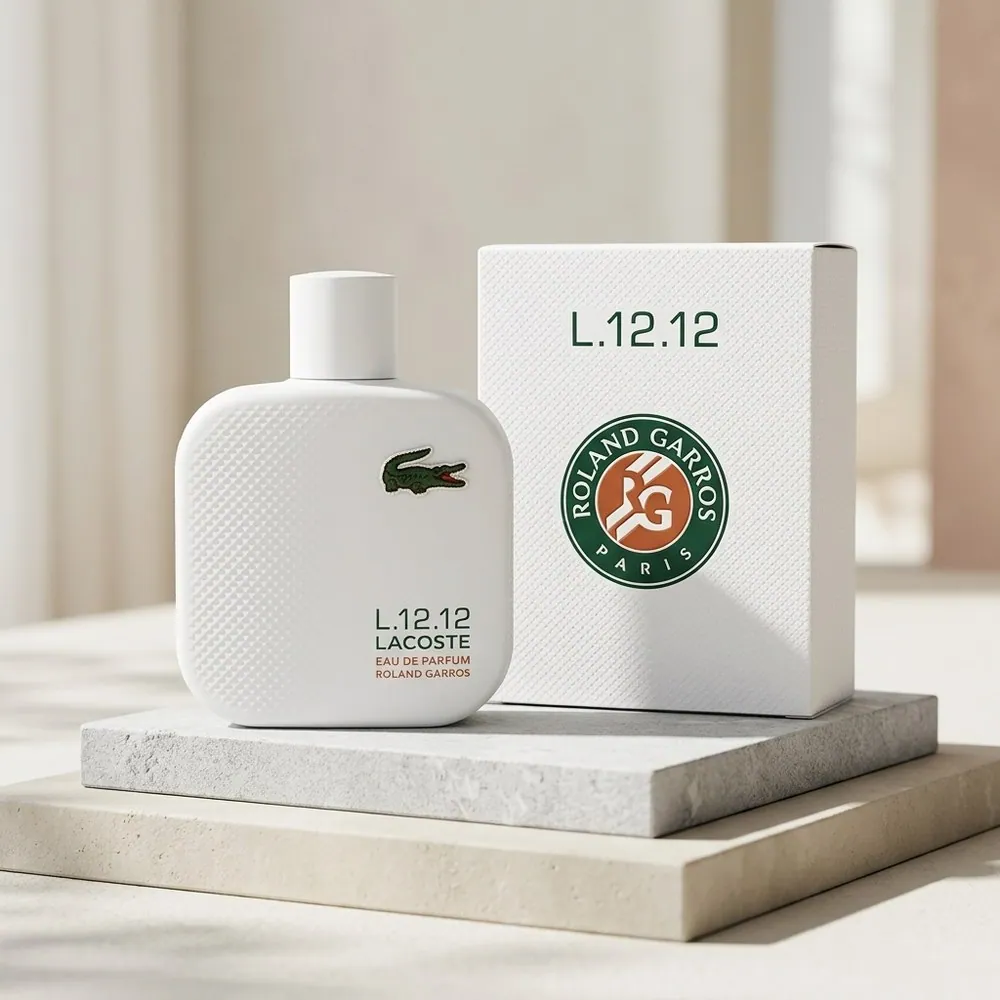 L.12.12
LACOSTE
EAU DE PARFUM
ROLAND GARROS
L.12.12
ROLAND GARROS
RG
PARIS